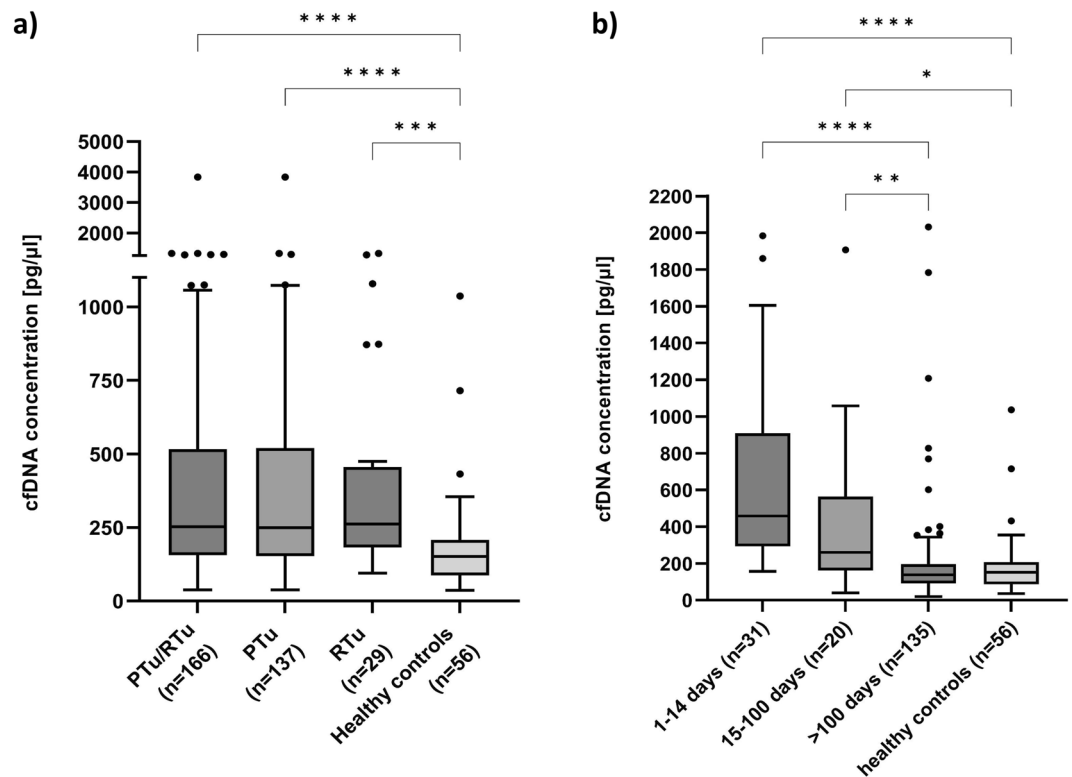 a)
****
****
***
cfDNA concentration [pg/µl]
5000
4000
3000
2000
1000
750
500
250
0
PTu/RTu
(n=166)
PTu
(n=137)
RTu
(n=29)
Healthy controls
(n=56)
b)
****
*
****
**
cfDNA concentration [pg/µl]
2200
2000
1800
1600
1400
1200
1000
800
600
400
200
0
1-14 days (n=31)
15-100 days (n=20)
>100 days (n=135)
healthy controls (n=56)